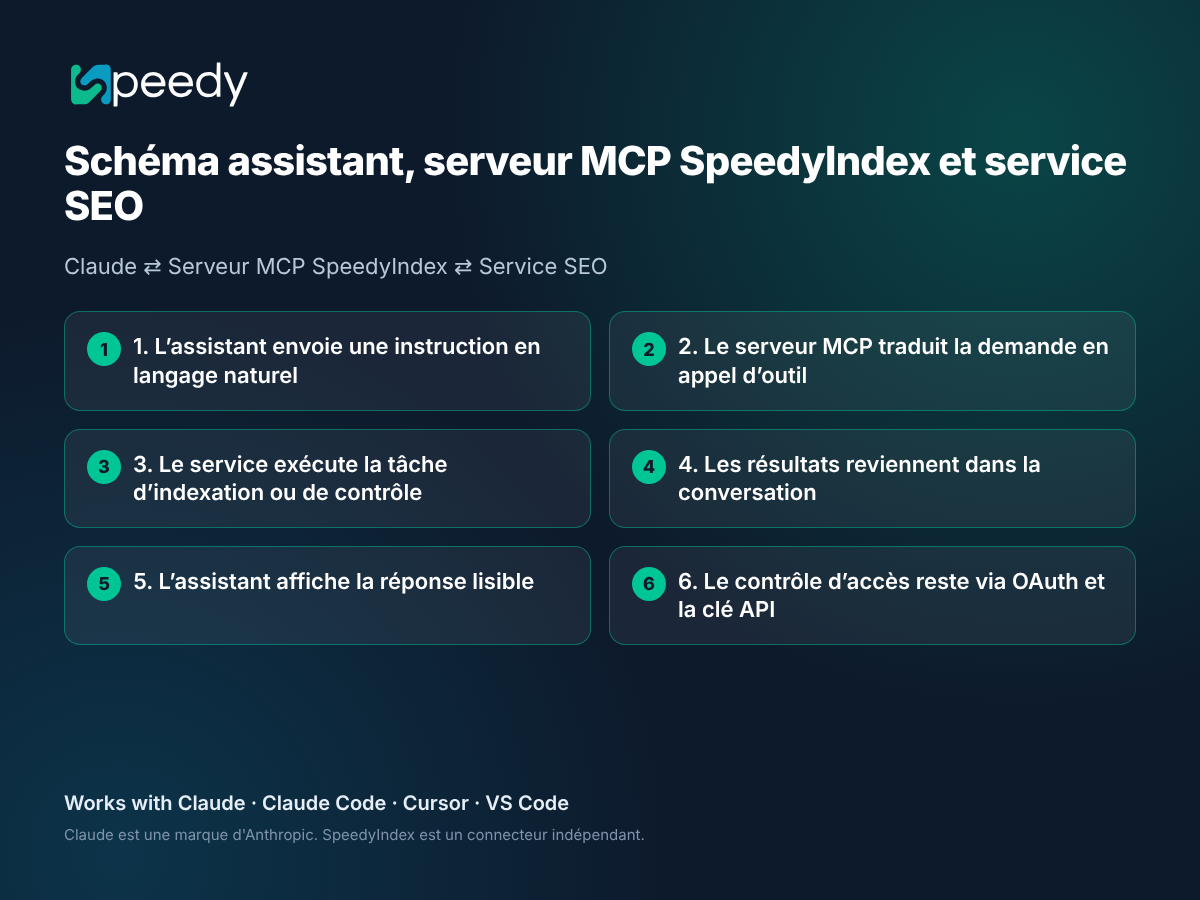 Speedy
Schéma assistant, serveur MCP SpeedyIndex et service
SEO
Claude ⇄ Serveur MCP SpeedyIndex ⇄ Service SEO
1
1. L’assistant envoie une instruction en
langage naturel
2
2. Le serveur MCP traduit la demande en
appel d’outil
3
3. Le service exécute la tâche
d’indexation ou de contrôle
4
4. Les résultats reviennent dans la
conversation
5
5. L’assistant affiche la réponse lisible
6
6. Le contrôle d’accès reste via OAuth et
la clé API
Works with Claude · Claude Code · Cursor · VS Code
Claude est une marque d'Anthropic. SpeedyIndex est un connecteur indépendant.